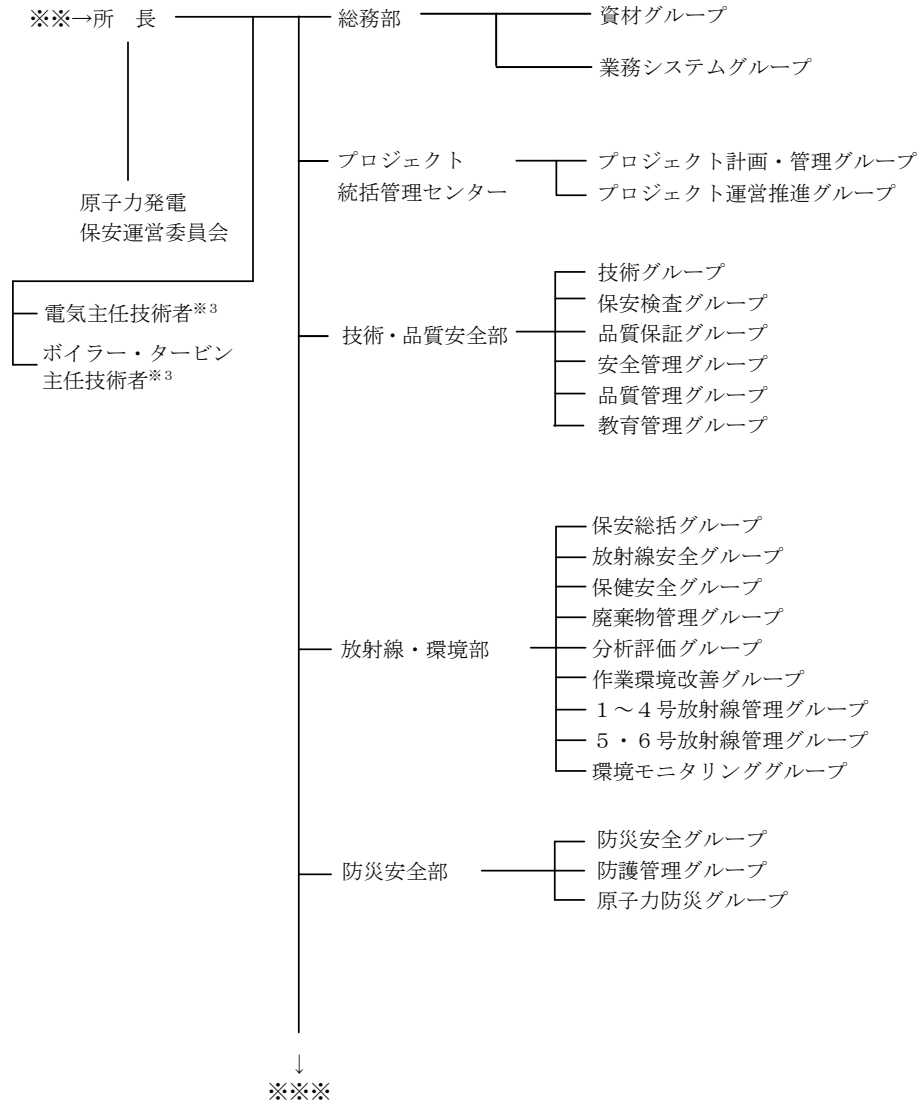 ※※→所　長
総務部
資材グループ
業務システムグループ
プロジェクト
統括管理センター
プロジェクト計画・管理グループ
プロジェクト運営推進グループ
原子力発電
保安運営委員会
電気主任技術者※3
ボイラー・タービン
主任技術者※3
技術・品質安全部
技術グループ
保安検査グループ
品質保証グループ
安全管理グループ
品質管理グループ
教育管理グループ
放射線・環境部
保安総括グループ
放射線安全グループ
保健安全グループ
廃棄物管理グループ
分析評価グループ
作業環境改善グループ
１～４号放射線管理グループ
５・６号放射線管理グループ
環境モニタリンググループ
防災安全部
防災安全グループ
防護管理グループ
原子力防災グループ
↓
※※※